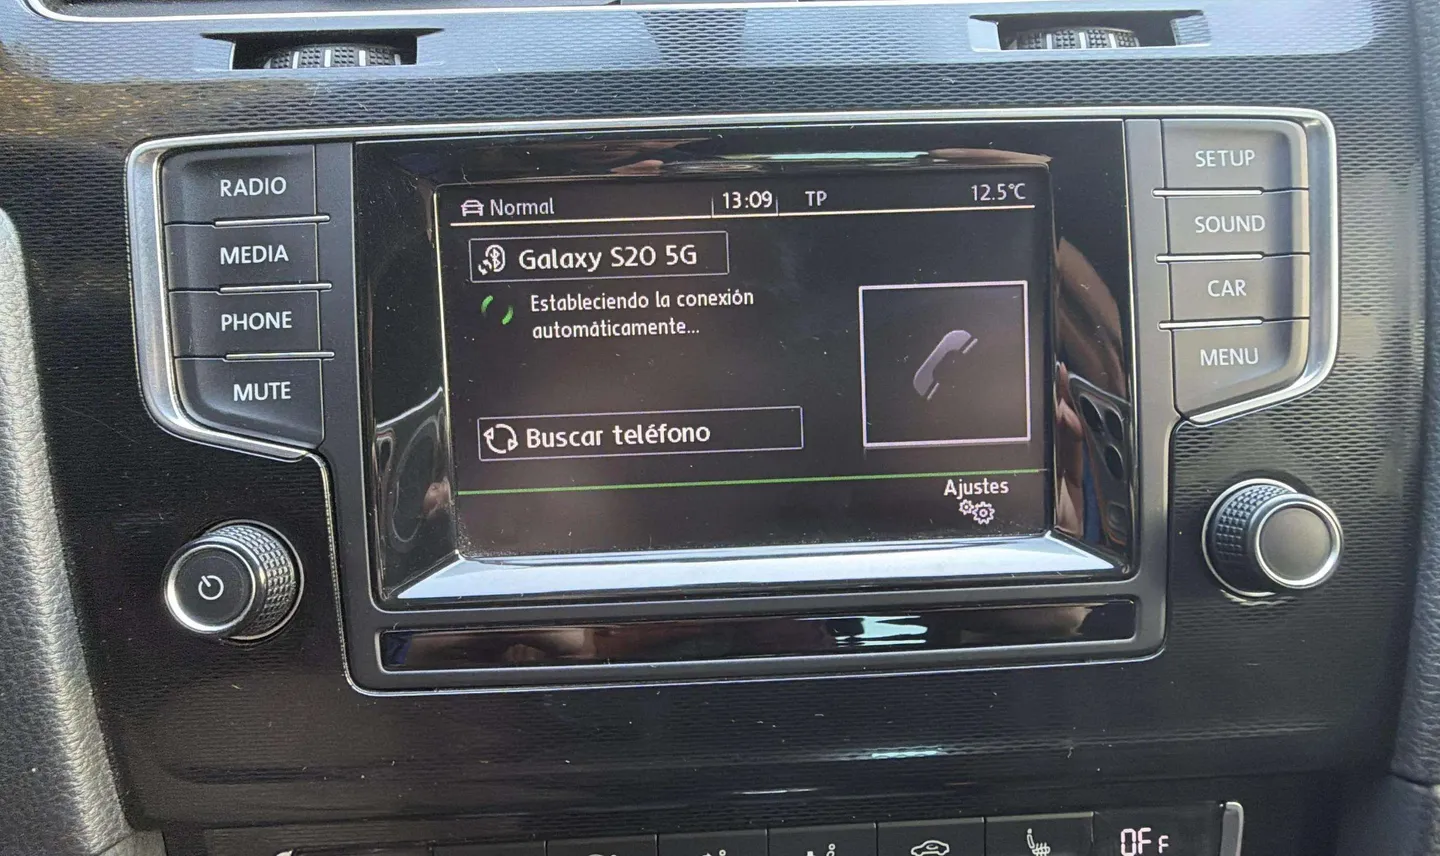 RADIO
MEDIA
PHONE
MUTE
Normal
13:09
TP
12.5°C
Galaxy S20 5G
Estableciendo la conexión
automáticamente...
Buscar teléfono
Ajustes
SETUP
SOUND
CAR
MENU
OFF